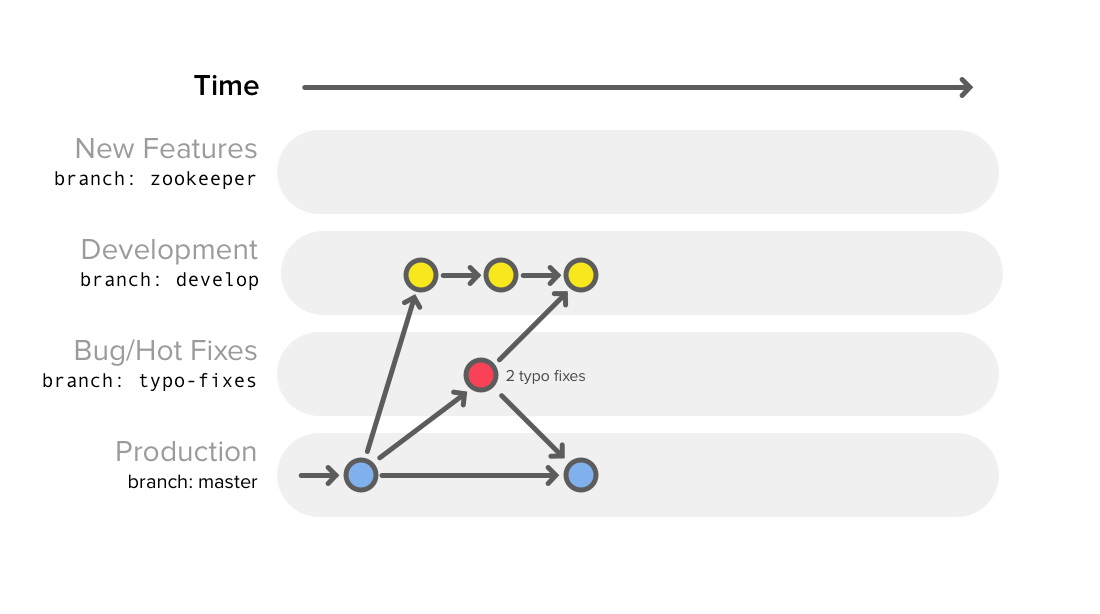 Time
New Features
branch: zookeeper
Development
branch: develop
Bug/Hot Fixes
branch: typo-fixes
2 typo fixes
Production
branch: master